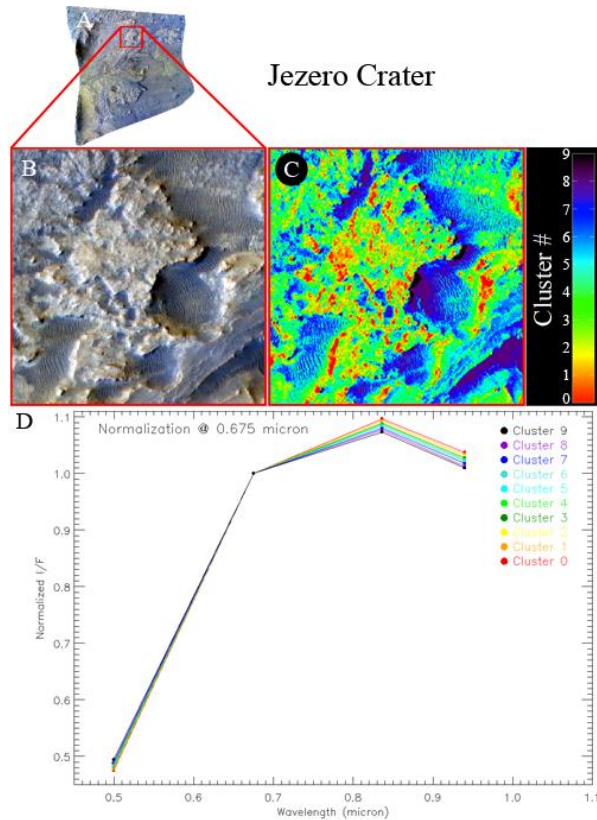 A
Jezero Crater
B
C
9
8
7
6
5
4
3
2
1
0
Cluster #
D
Normalization @ 0.675 micron
Cluster 9
Cluster 8
Cluster 7
Cluster 6
Cluster 5
Cluster 4
Cluster 3
Cluster 2
Cluster 1
Cluster 0
1.1
1.0
0.9
0.8
0.7
0.6
0.5
Normalized I/F
0.5 0.6 0.7 0.8 0.9 1.0 1.1
Wavelength (micron)